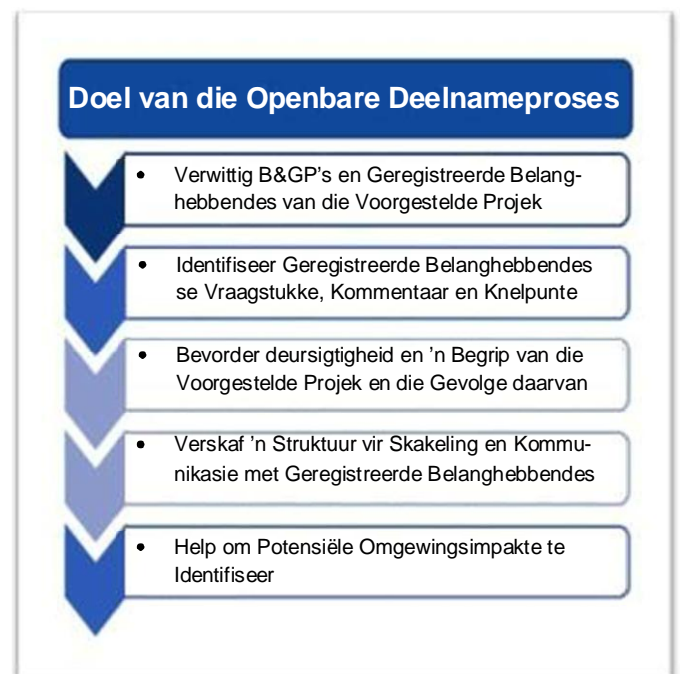 Doel van die Openbare Deelnameproses
• Verwittig B&GP's en Geregistreerde Belang-
hebbendes van die Voorgestelde Projek
• Identifiseer Geregistreerde Belanghebbendes
se Vraagstukke, Kommentaar en Knelpunte
• Bevorder deursigtigheid en ’n Begrip van die
Voorgestelde Projek en die Gevolge daarvan
• Verskaf ’n Struktuur vir Skakeling en Kommu-
nikasie met Geregistreerde Belanghebbendes
• Help om Potensiële Omgewingsimpakte te
Identifiseer